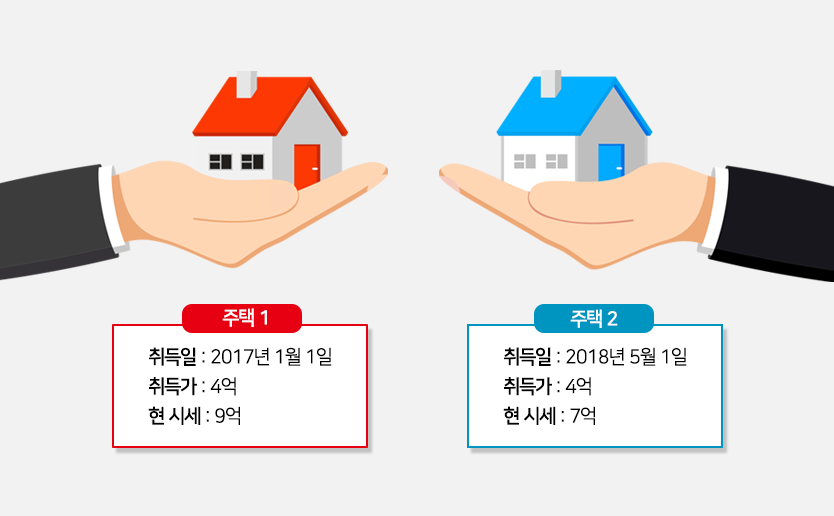 주택 1
취득일 : 2017년 1월 1일
취득가 : 4억
현 시세 : 9억
주택 2
취득일 : 2018년 5월 1일
취득가 : 4억
현 시세 : 7억